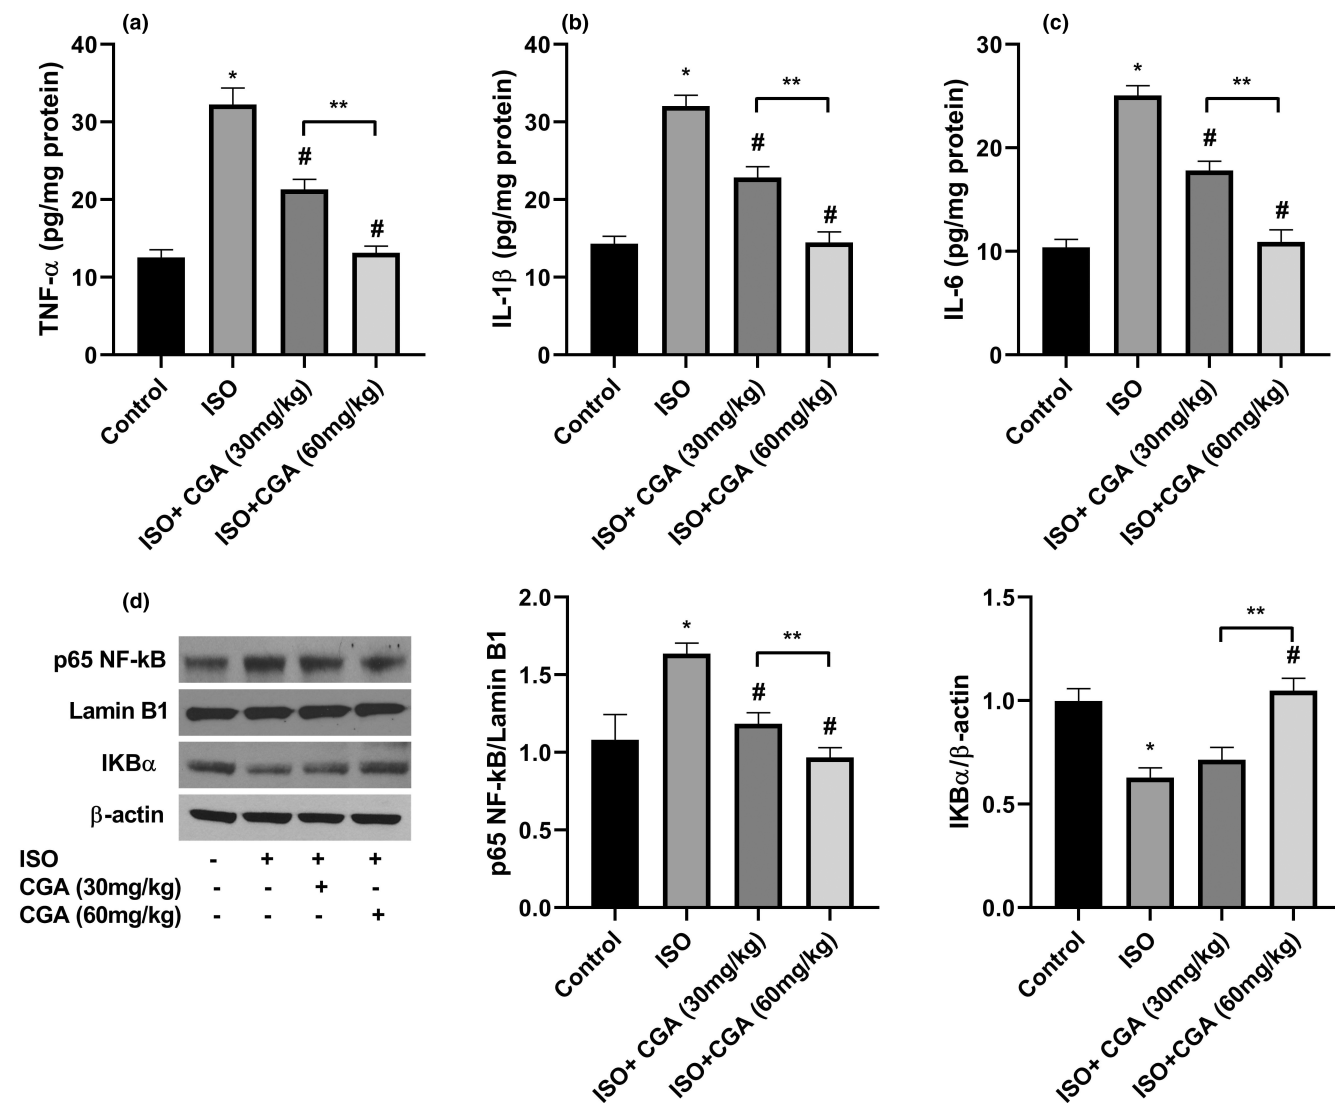 (a)
TNF-α (pg/mg protein)
40
30
20
10
0
*
#
**
#
Control
ISO
ISO+ CGA (30mg/kg)
ISO+CGA (60mg/kg)
(b)
IL-1β (pg/mg protein)
40
30
20
10
0
*
#
**
#
Control
ISO
ISO+ CGA (30mg/kg)
ISO+CGA (60mg/kg)
(c)
IL-6 (pg/mg protein)
30
20
10
0
*
#
**
#
Control
ISO
ISO+ CGA (30mg/kg)
ISO+CGA (60mg/kg)
(d)
p65 NF-kB
Lamin B1
IKBα
β-actin
ISO - + + +
CGA (30mg/kg) - - + -
CGA (60mg/kg) - - - +
p65 NF-kB/Lamin B1
2.0
1.5
1.0
0.5
0.0
*
#
**
#
Control
ISO
ISO+ CGA (30mg/kg)
ISO+CGA (60mg/kg)
IKBα/β-actin
1.5
1.0
0.5
0.0
*
**
#
Control
ISO
ISO+ CGA (30mg/kg)
ISO+CGA (60mg/kg)